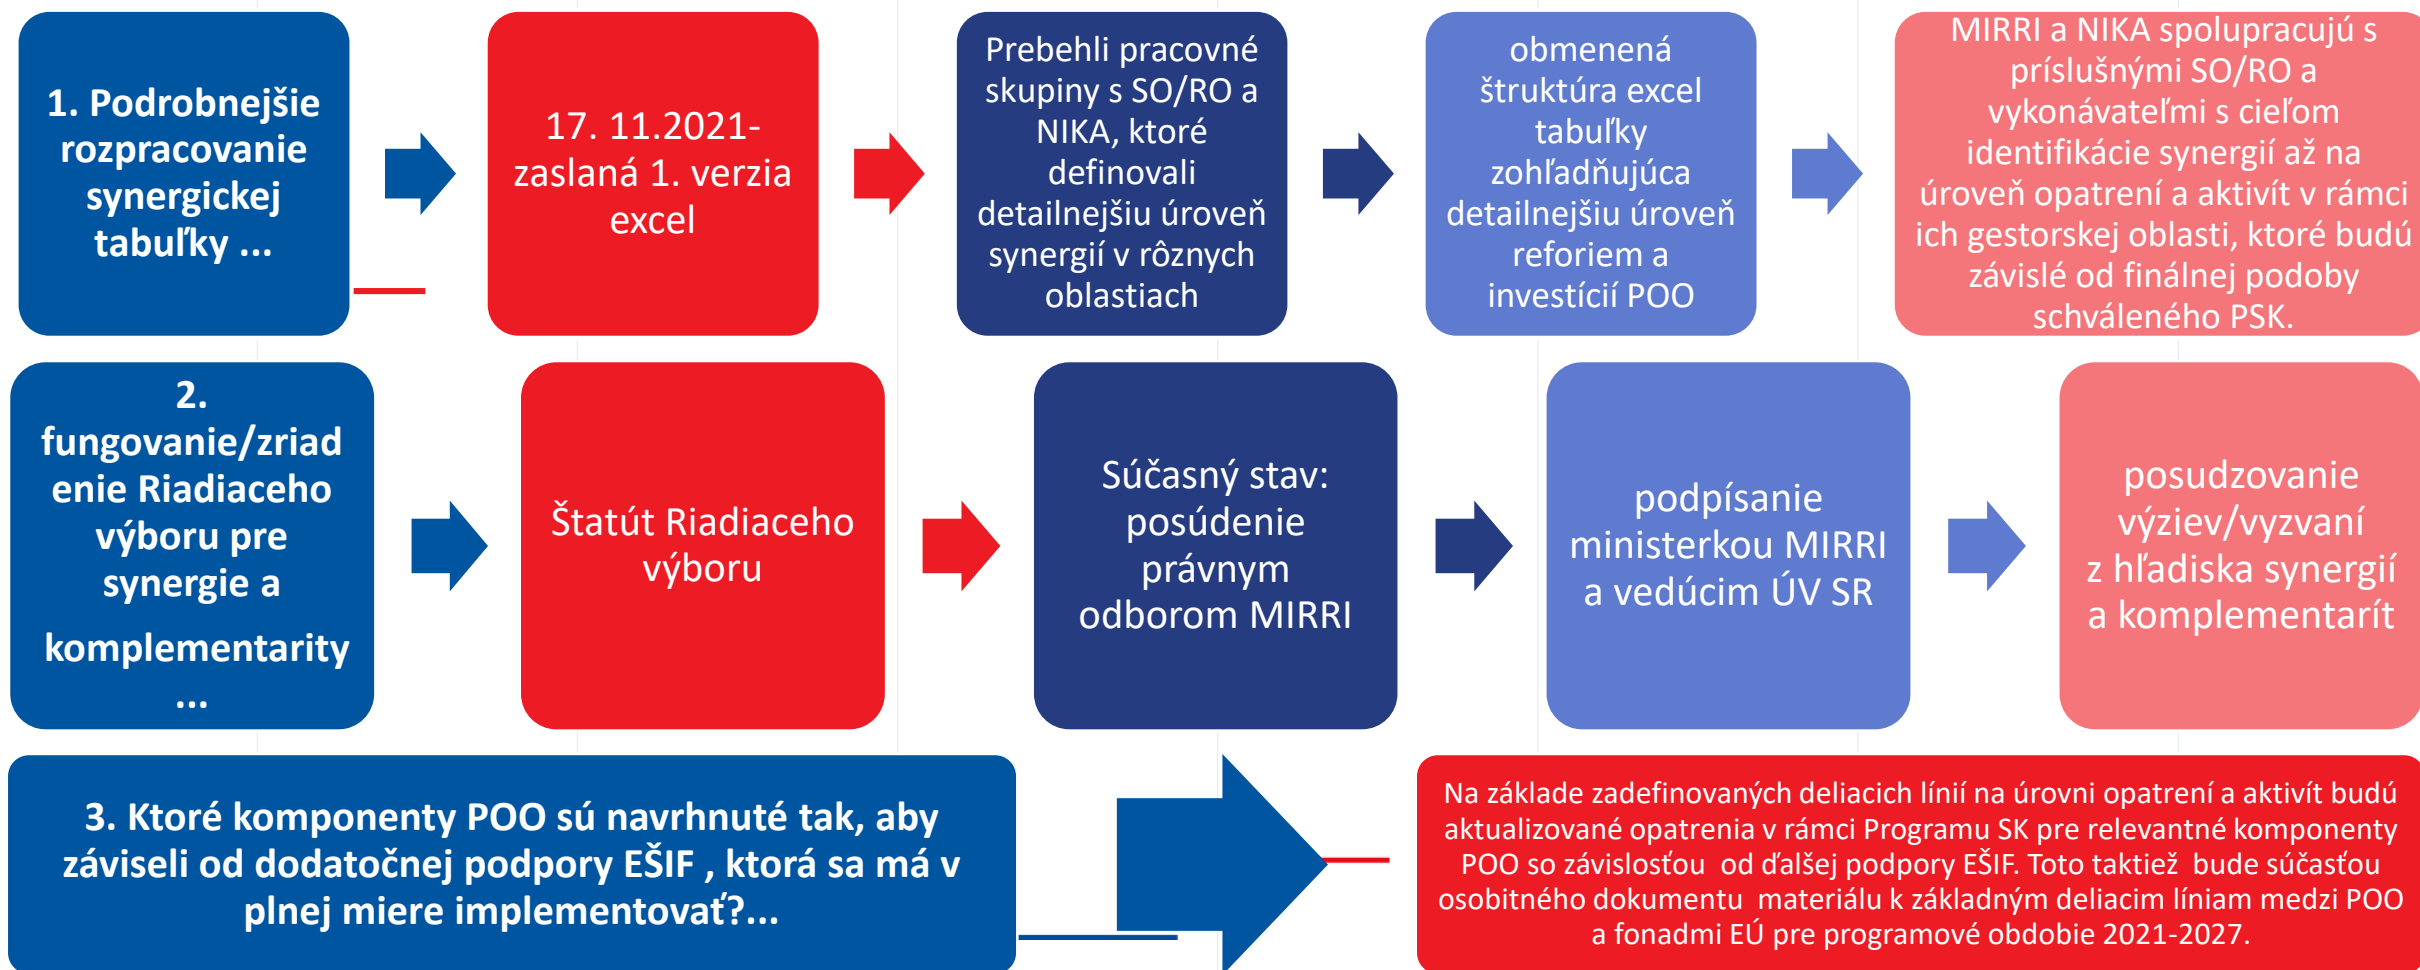 1. Podrobnejšie
rozpracovanie
synergickej
tabuľky ...
17. 11.2021-
zaslaná 1. verzia
excel
Prebehli pracovné
skupiny s SO/RO a
NIKA, ktoré
definovali
detailnejšiu úroveň
synergií v rôznych
oblastiach
obmenená
štruktúra excel
tabuľky
zohľadňujúca
detailnejšiu úroveň
reforiem a
investícií POO
MIRRI a NIKA spolupracujú s
príslušnými SO/RO a
vykonávateľmi s cieľom
identifikácie synergií až na
úroveň opatrení a aktivít v rámci
ich gestorskej oblasti, ktoré budú
závislé od finálnej podoby
schváleného PSK.
2.
fungovanie/zriad
enie Riadiaceho
výboru pre
synergie a
komplementarity
...
Štatút Riadiaceho
výboru
Súčasný stav:
posúdenie
právnym
odborom MIRRI
podpísanie
ministerkou MIRRI
a vedúcim ÚV SR
posudzovanie
výziev/vyzvaní
z hľadiska synergií
a komplementarít
3. Ktoré komponenty POO sú navrhnuté tak, aby
záviseli od dodatočnej podpory EŠIF , ktorá sa má v
plnej miere implementovať?...
Na základe zadefinovaných deliacich línií na úrovni opatrení a aktivít budú
aktualizované opatrenia v rámci Programu SK pre relevantné komponenty
POO so závislosťou od ďalšej podpory EŠIF. Toto taktiež bude súčasťou
osobitného dokumentu materiálu k základným deliacim líniam medzi POO
a fonadmi EÚ pre programové obdobie 2021-2027.